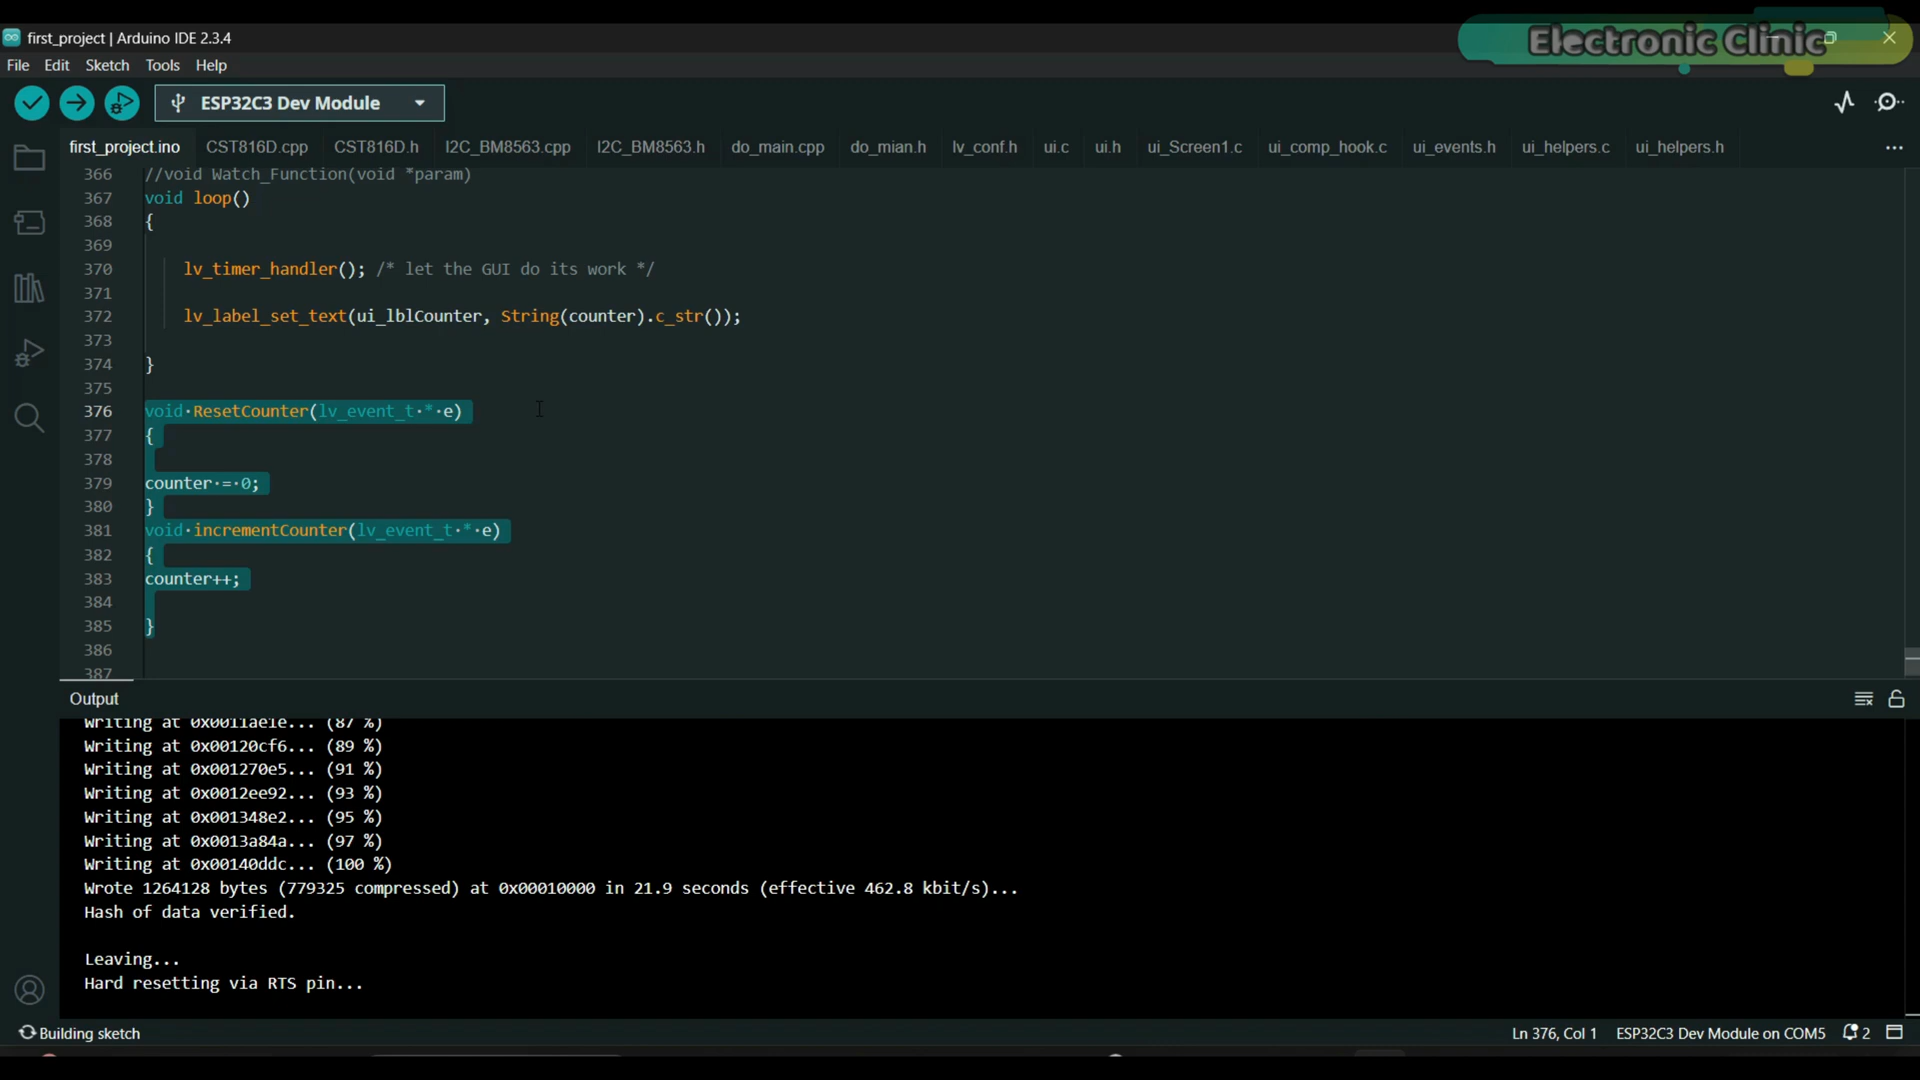 first_project | Arduino IDE 2.3.4
Electronic Clinic
File Edit Sketch Tools Help
ESP32C3 Dev Module
first_project.ino CST816D.cpp CST816D.h I2C_BM8563.cpp I2C_BM8563.h do_main.cpp do_mian.h lv_conf.h ui.c ui.h ui_Screen1.c ui_comp_hook.c ui_events.h ui_helpers.c ui_helpers.h ...
366 //void Watch_Function(void *param)
367 void loop()
368 {
369
370 lv_timer_handler(); /* let the GUI do its work */
371
372 lv_label_set_text(ui_lblCounter, String(counter).c_str());
373
374 }
375
376 void·ResetCounter(lv_event_t·*·e)
377 {
378
379 counter·=·0;
380 }
381 void·incrementCounter(lv_event_t·*·e)
382 {
383 counter++;
384
385 }
386
387
Output
Writing at 0x0011ae1e... (87 %)
Writing at 0x00120cf6... (89 %)
Writing at 0x001270e5... (91 %)
Writing at 0x0012ee92... (93 %)
Writing at 0x001348e2... (95 %)
Writing at 0x0013a84a... (97 %)
Writing at 0x00140ddc... (100 %)
Wrote 1264128 bytes (779325 compressed) at 0x00010000 in 21.9 seconds (effective 462.8 kbit/s)...
Hash of data verified.
Leaving...
Hard resetting via RTS pin...
Building sketch Ln 376, Col 1 ESP32C3 Dev Module on COM5 2